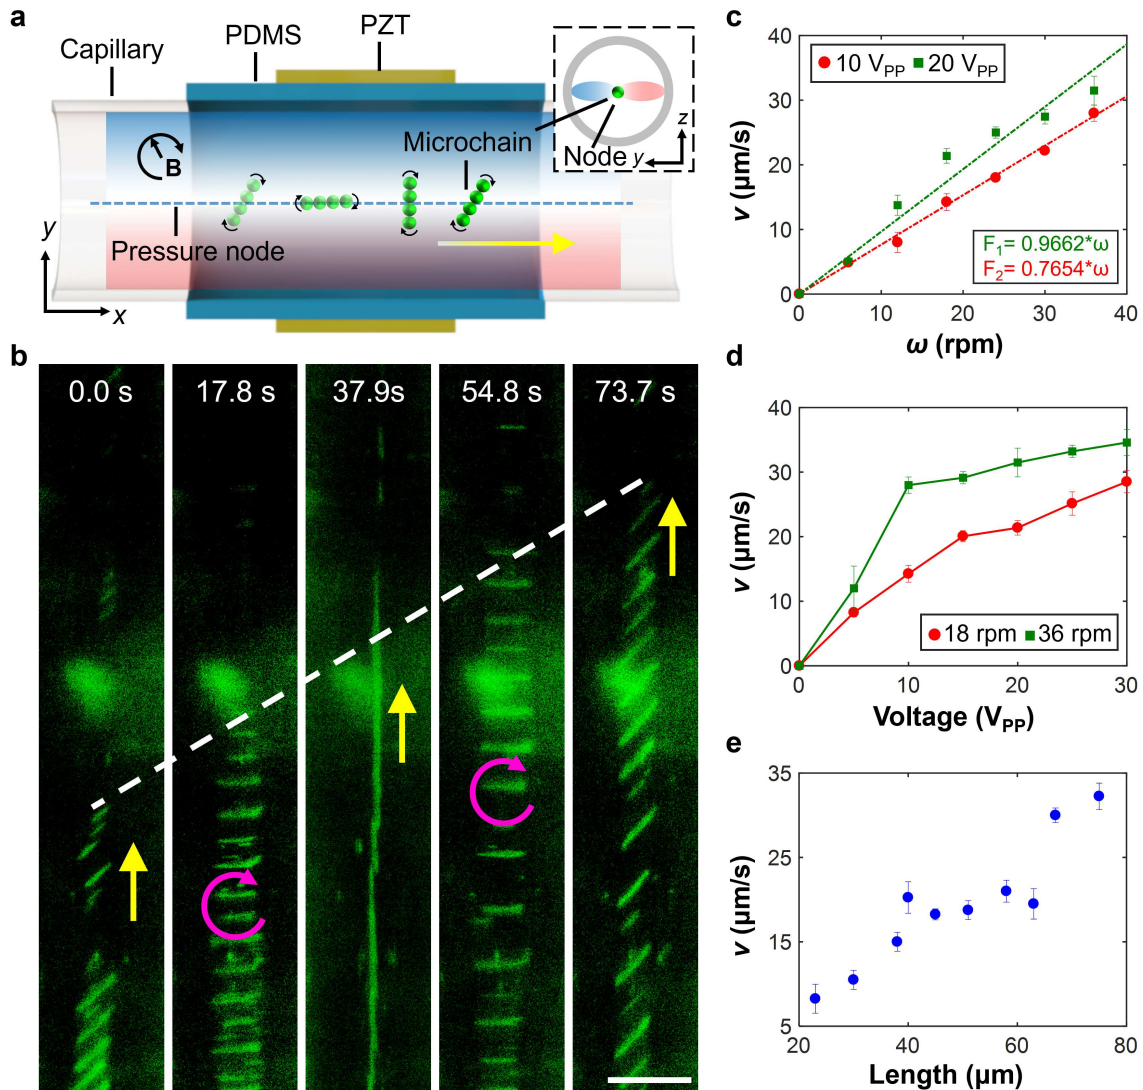 a
Capillary
PDMS
PZT
B
Microchain
Node
y
z
Pressure node
y
x
b
0.0 s
17.8 s
37.9s
54.8 s
73.7 s
c
v (μm/s)
40
30
20
10
0
10 VPP
20 VPP
F1= 0.9662*ω
F2= 0.7654*ω
0 10 20 30 40
ω (rpm)
d
v (μm/s)
40
30
20
10
0
18 rpm
36 rpm
0 10 20 30
Voltage (VPP)
e
v (μm/s)
35
25
15
5
20 40 60 80
Length (μm)